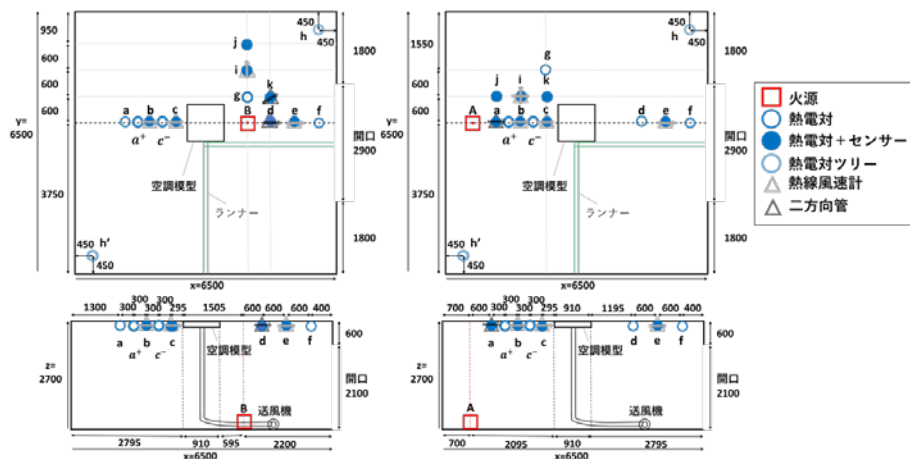 950
600
600
600
y=
6500
3750
j
i
g
k
a
b
c
B
d
e
f
a⁺
c⁻
空調模型
ランナー
450
h
450
450
h’
450
1800
開口
2900
1800
x=6500
1550
600
600
y=
6500
3750
g
j
i
k
A
a
b
c
d
e
f
a⁺
c⁻
空調模型
ランナー
450
h
450
450
h’
450
1800
開口
2900
1800
x=6500
火源
熱電対
熱電対＋センサー
熱電対ツリー
熱線風速計
二方向管
300 300
1300 300 300 295 1505 600 600 600 400
z=
2700
a b c d e f
a⁺ c⁻
空調模型
送風機
B
600
開口
2100
2795 910 595 2200
x=6500
300 300
700 600 300 300 295 910 1195 600 600 400
z=
2700
a b c d e f
a⁺ c⁻
空調模型
送風機
A
600
開口
2100
700 2095 910 2795
x=6500